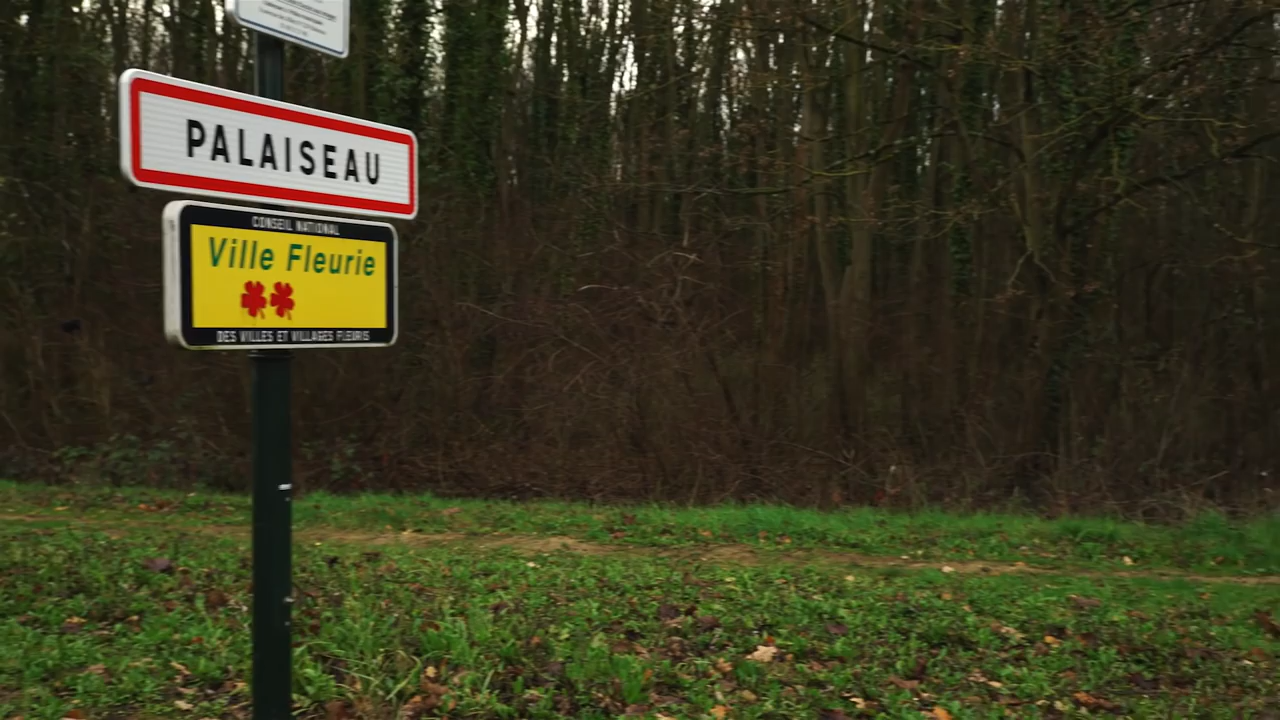 PALAISEAU
CONSEIL NATIONAL
Ville Fleurie
DES VILLES ET VILLAGES FLEURIS